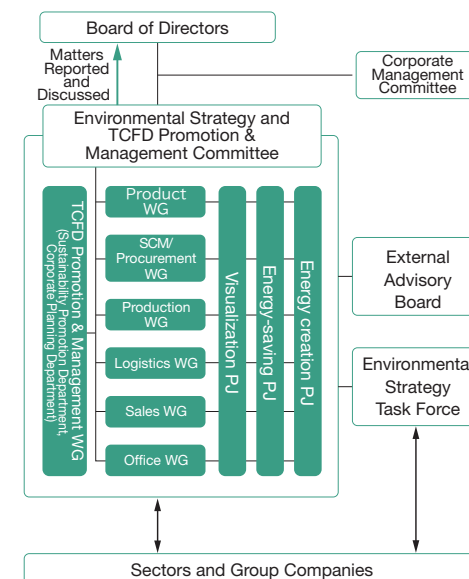 Board of Directors
Matters
Reported
and
Discussed
Corporate
Management
Committee
Environmental Strategy and
TCFD Promotion &
Management Committee
TCFD Promotion & Management WG
(Sustainability Promotion Department,
Corporate Planning Department)
Product
WG
SCM/
Procurement
WG
Production
WG
Logistics WG
Sales WG
Office WG
Visualization PJ
Energy-saving PJ
Energy creation PJ
External
Advisory
Board
Environmental
Strategy
Task Force
Sectors and Group Companies